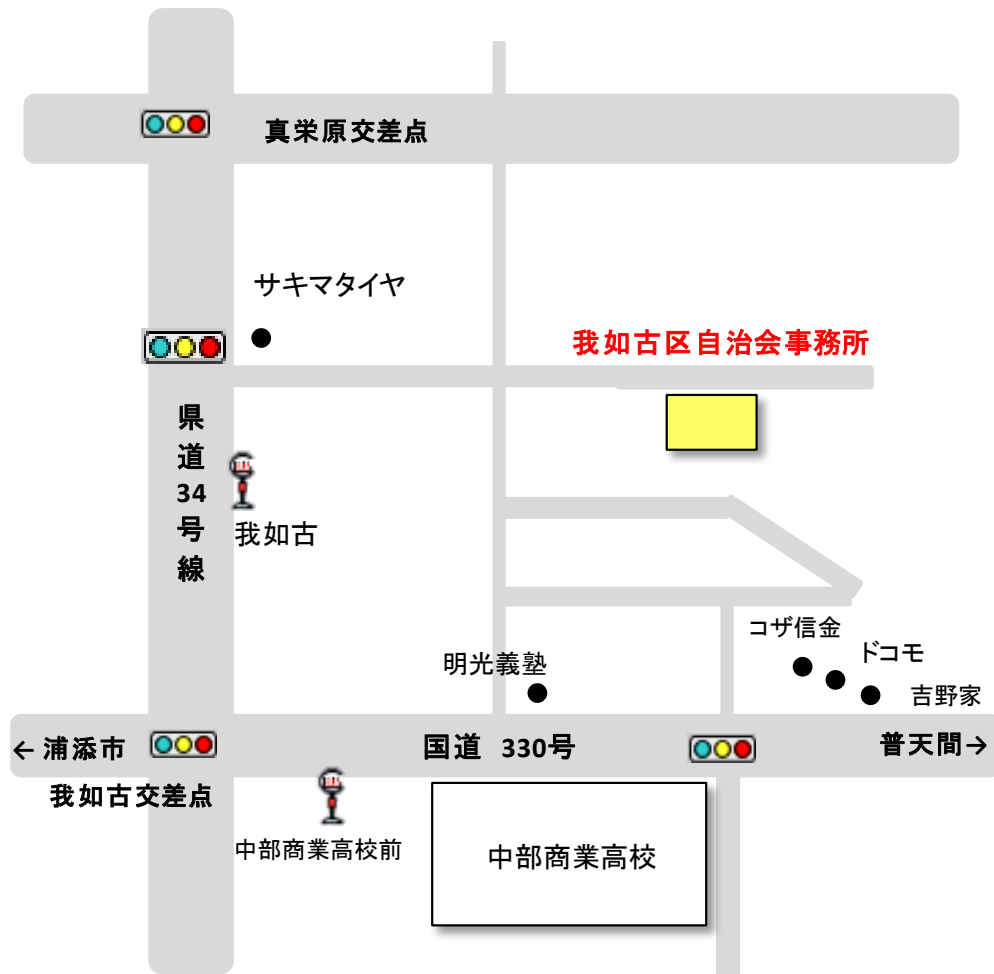 真栄原交差点
サキマタイヤ
我如古区自治会事務所
県道34号線
我如古
コザ信金
ドコモ
明光義塾
吉野家
←浦添市
国道 330号
普天間→
我如古交差点
中部商業高校前
中部商業高校